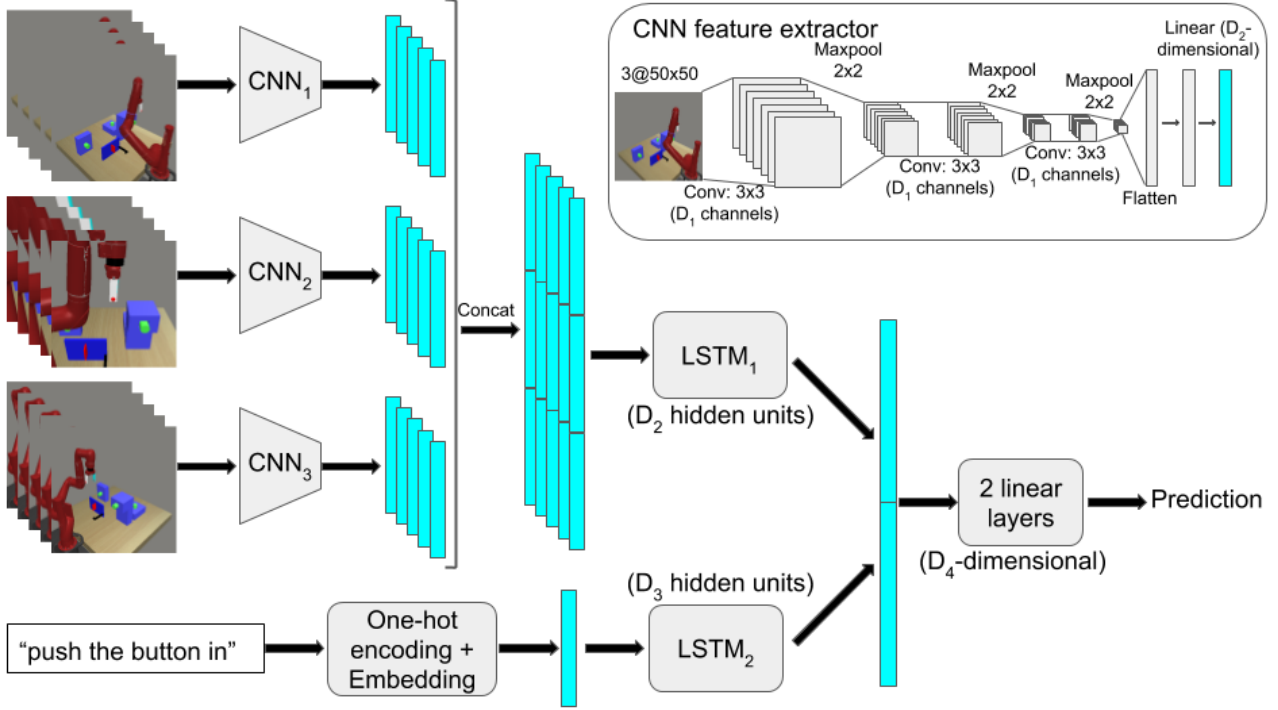 CNN feature extractor
3@50x50
Maxpool
2x2
Maxpool
2x2
Maxpool
2x2
Linear (D₂-
dimensional)
Conv: 3x3
(D₁ channels)
Conv: 3x3
(D₁ channels)
Conv: 3x3
(D₁ channels)
Flatten
CNN₁
CNN₂
CNN₃
Concat
LSTM₁
(D₂ hidden units)
“push the button in”
One-hot
encoding +
Embedding
(D₃ hidden units)
LSTM₂
2 linear
layers
(D₄-dimensional)
Prediction